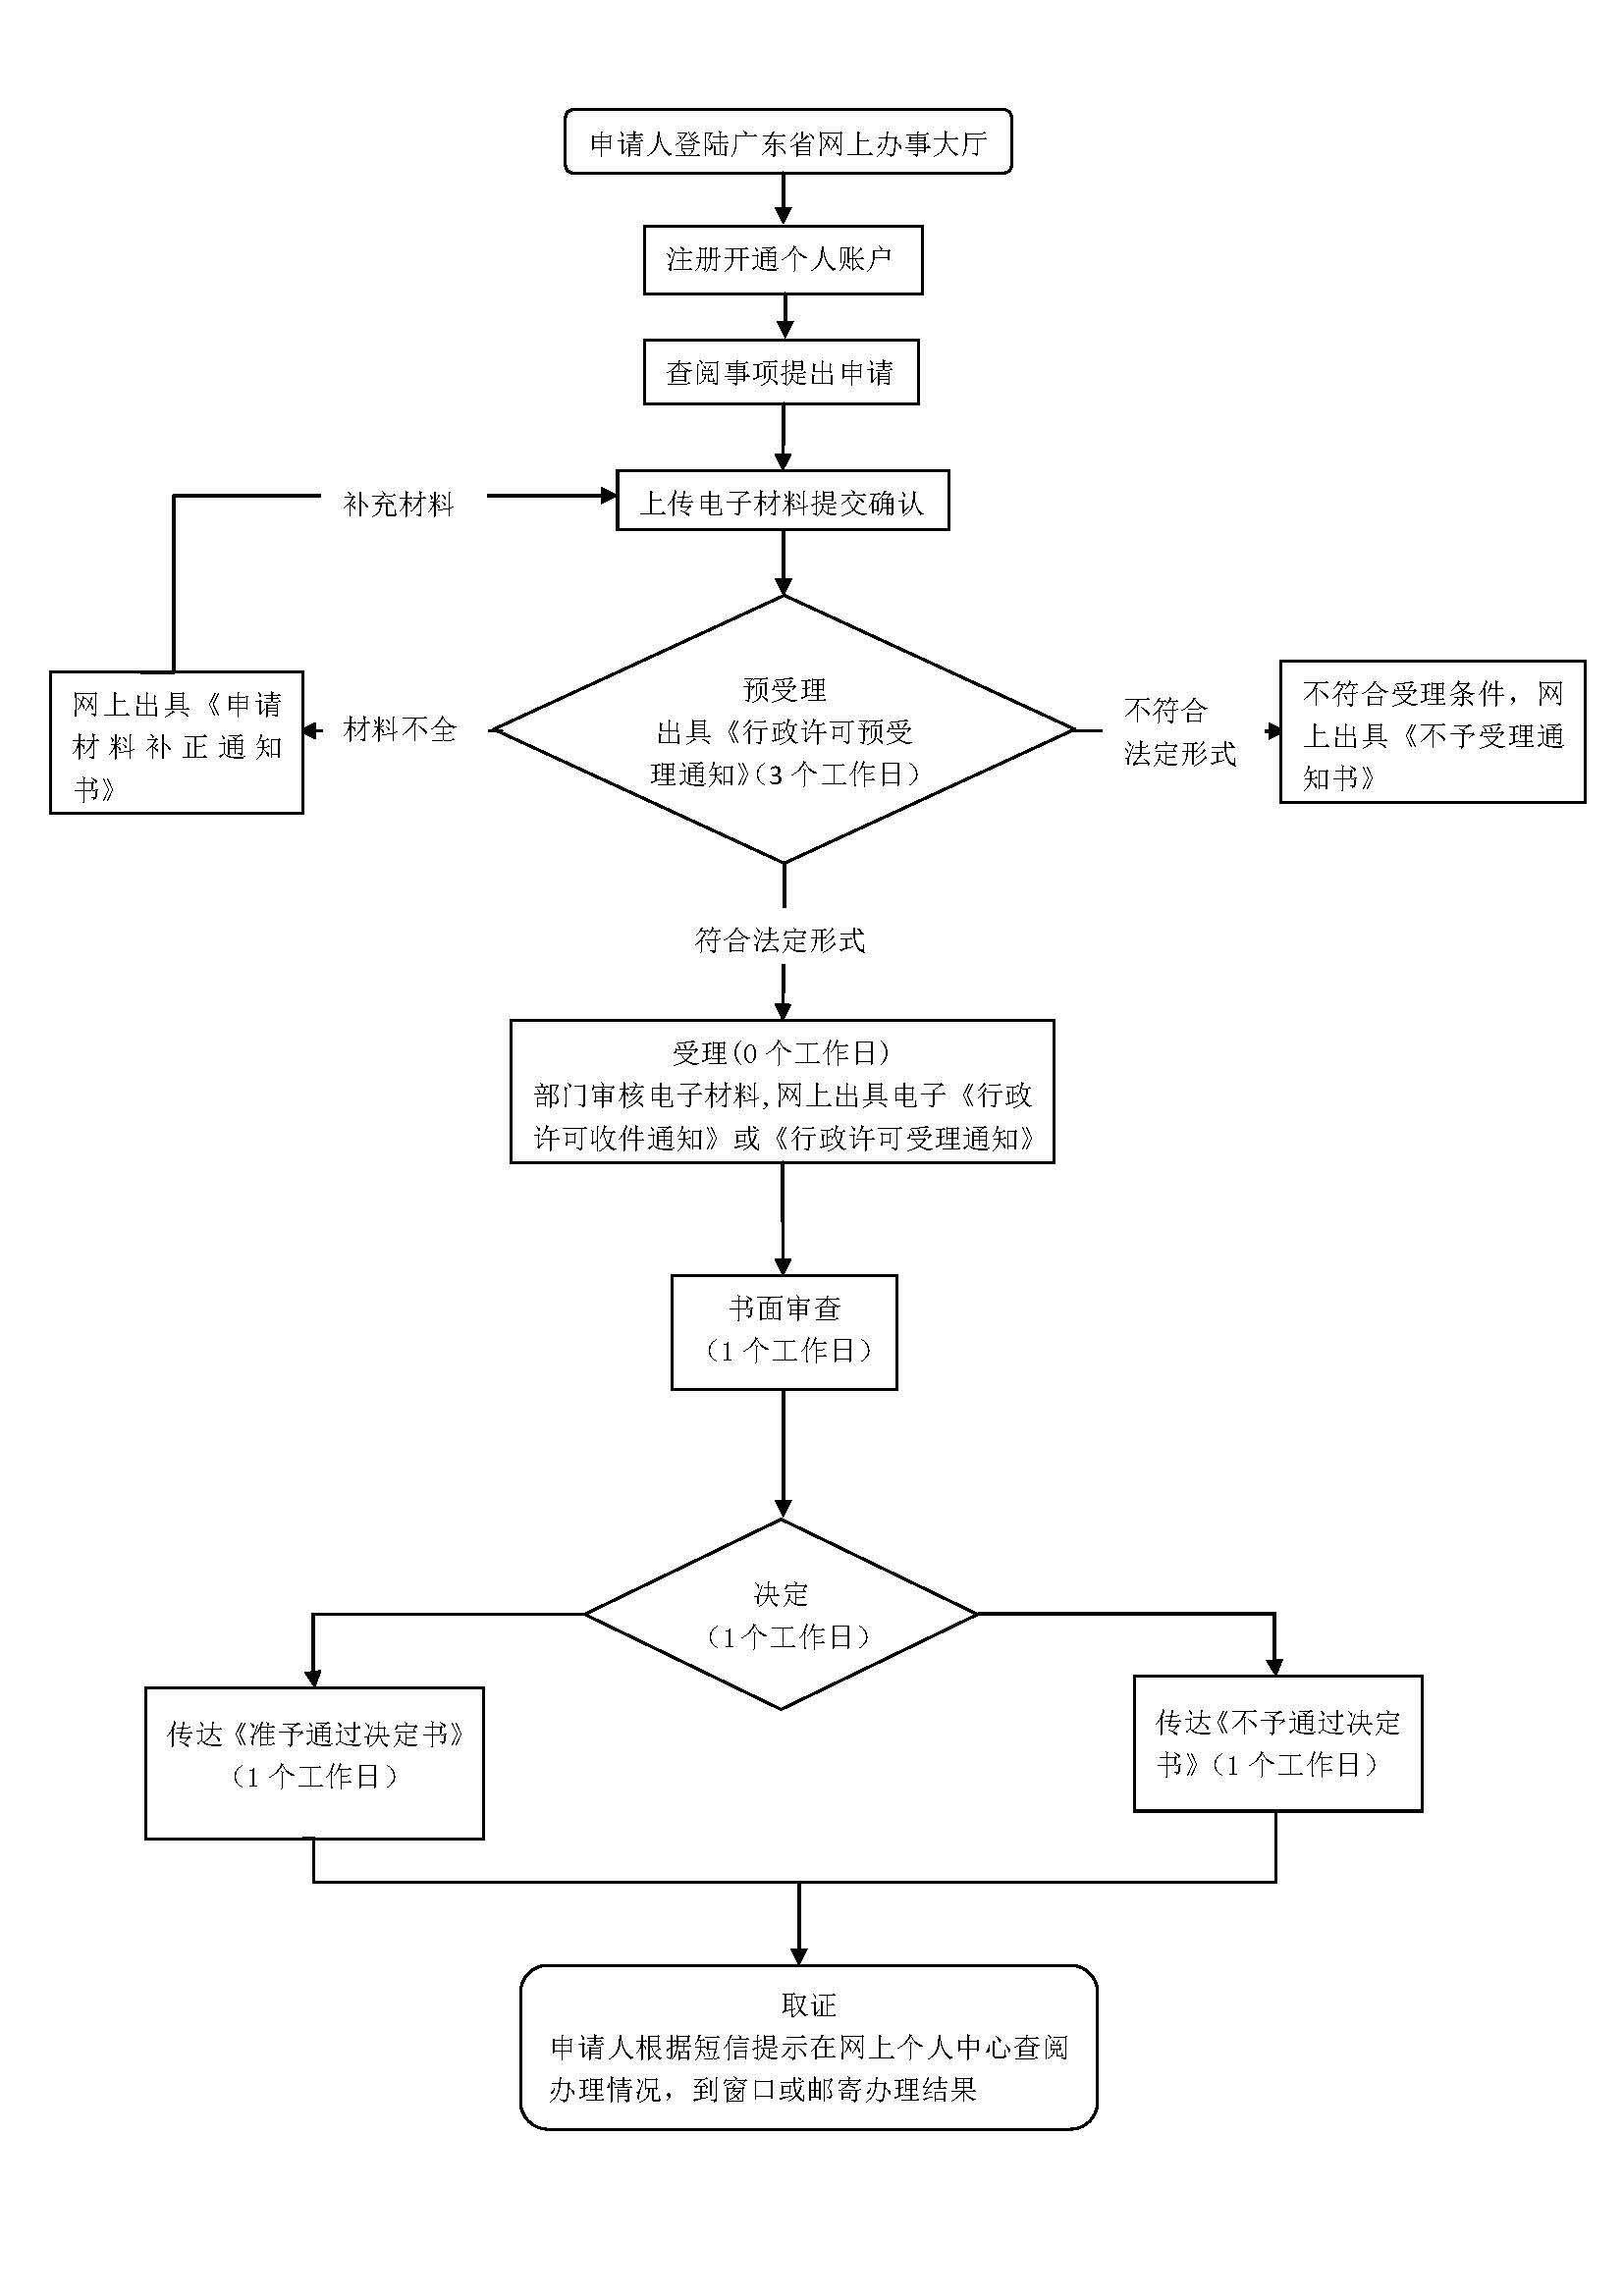 申请人登陆广东省网上办事大厅
注册开通个人账户
查阅事项提出申请
补充材料
上传电子材料提交确认
网上出具《申请
材料补正通知
书》
材料不全
预受理
出具《行政许可预受
理通知》（3 个工作日）
不符合
法定形式
不符合受理条件，网
上出具《不予受理通
知书》
符合法定形式
受理(0 个工作日)
部门审核电子材料,网上出具电子《行政
许可收件通知》或《行政许可受理通知》
书面审查
（1 个工作日）
决定
（1个工作日）
传达《准予通过决定书》
（1 个工作日）
传达《不予通过决定
书》（1 个工作日）
取证
申请人根据短信提示在网上个人中心查阅
办理情况，到窗口或邮寄办理结果